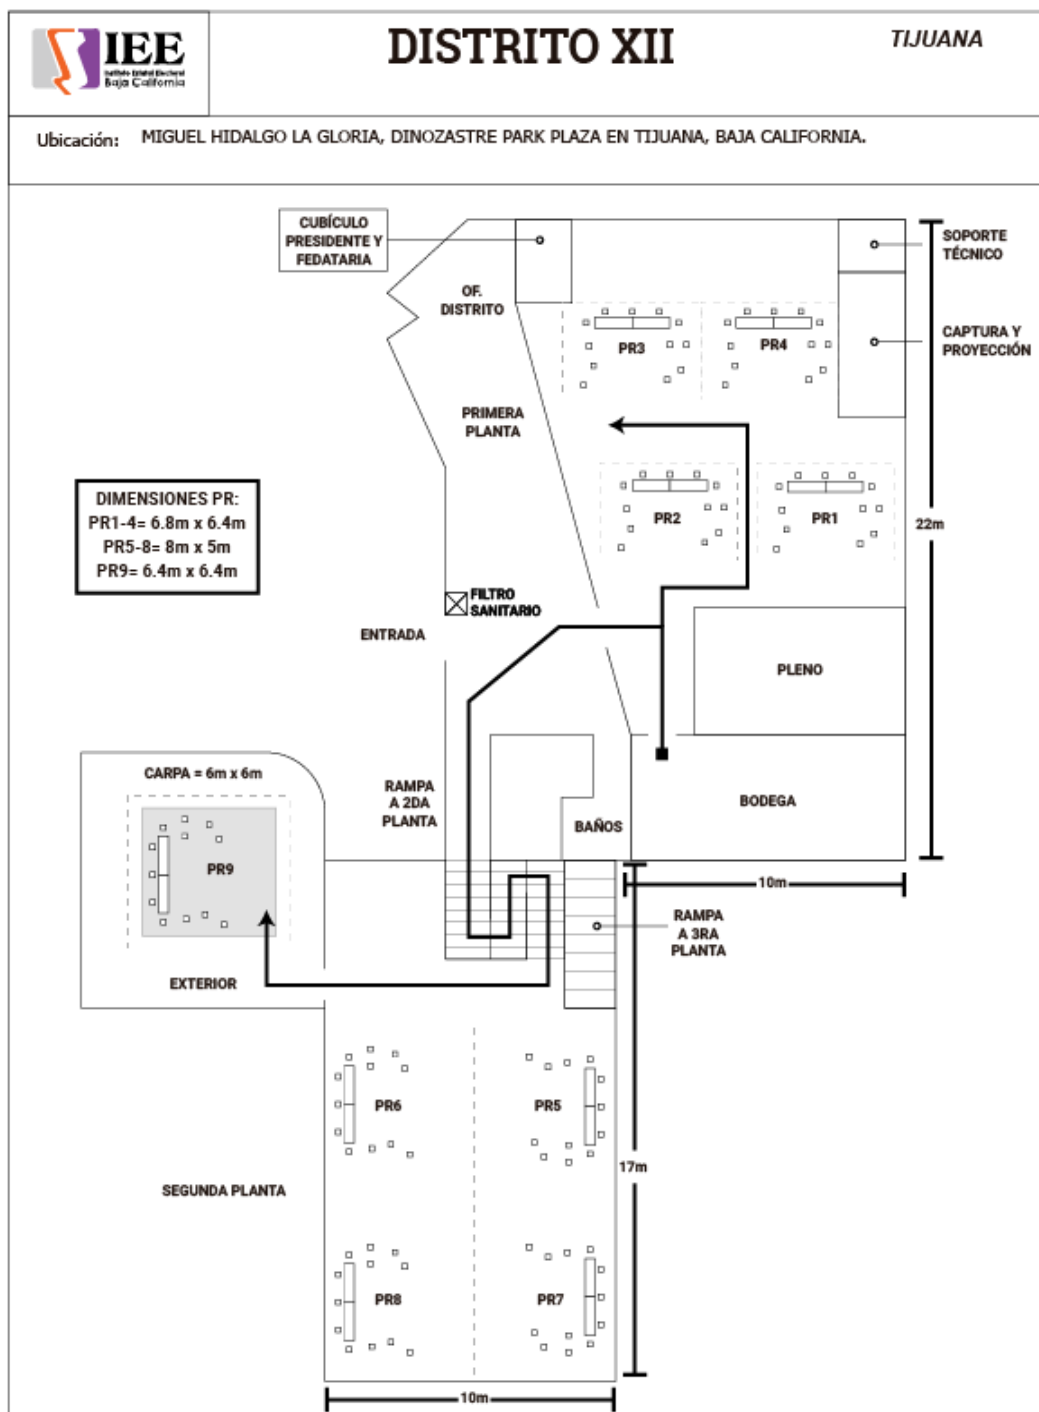 IEE
Instituto Estatal Electoral
Baja California
DISTRITO XII
TIJUANA
Ubicación: MIGUEL HIDALGO LA GLORIA, DINOZASTRE PARK PLAZA EN TIJUANA, BAJA CALIFORNIA.
CUBÍCULO
PRESIDENTE Y
FEDATARIA
SOPORTE
TÉCNICO
OF.
DISTRITO
CAPTURA Y
PROYECCIÓN
PR3
PR4
PRIMERA
PLANTA
DIMENSIONES PR:
PR1-4= 6.8m x 6.4m
PR5-8= 8m x 5m
PR9= 6.4m x 6.4m
PR2
PR1
22m
FILTRO
SANITARIO
ENTRADA
PLENO
CARPA = 6m x 6m
RAMPA
A 2DA
PLANTA
BODEGA
BAÑOS
PR9
10m
RAMPA
A 3RA
PLANTA
EXTERIOR
PR6
PR5
17m
SEGUNDA PLANTA
PR8
PR7
10m